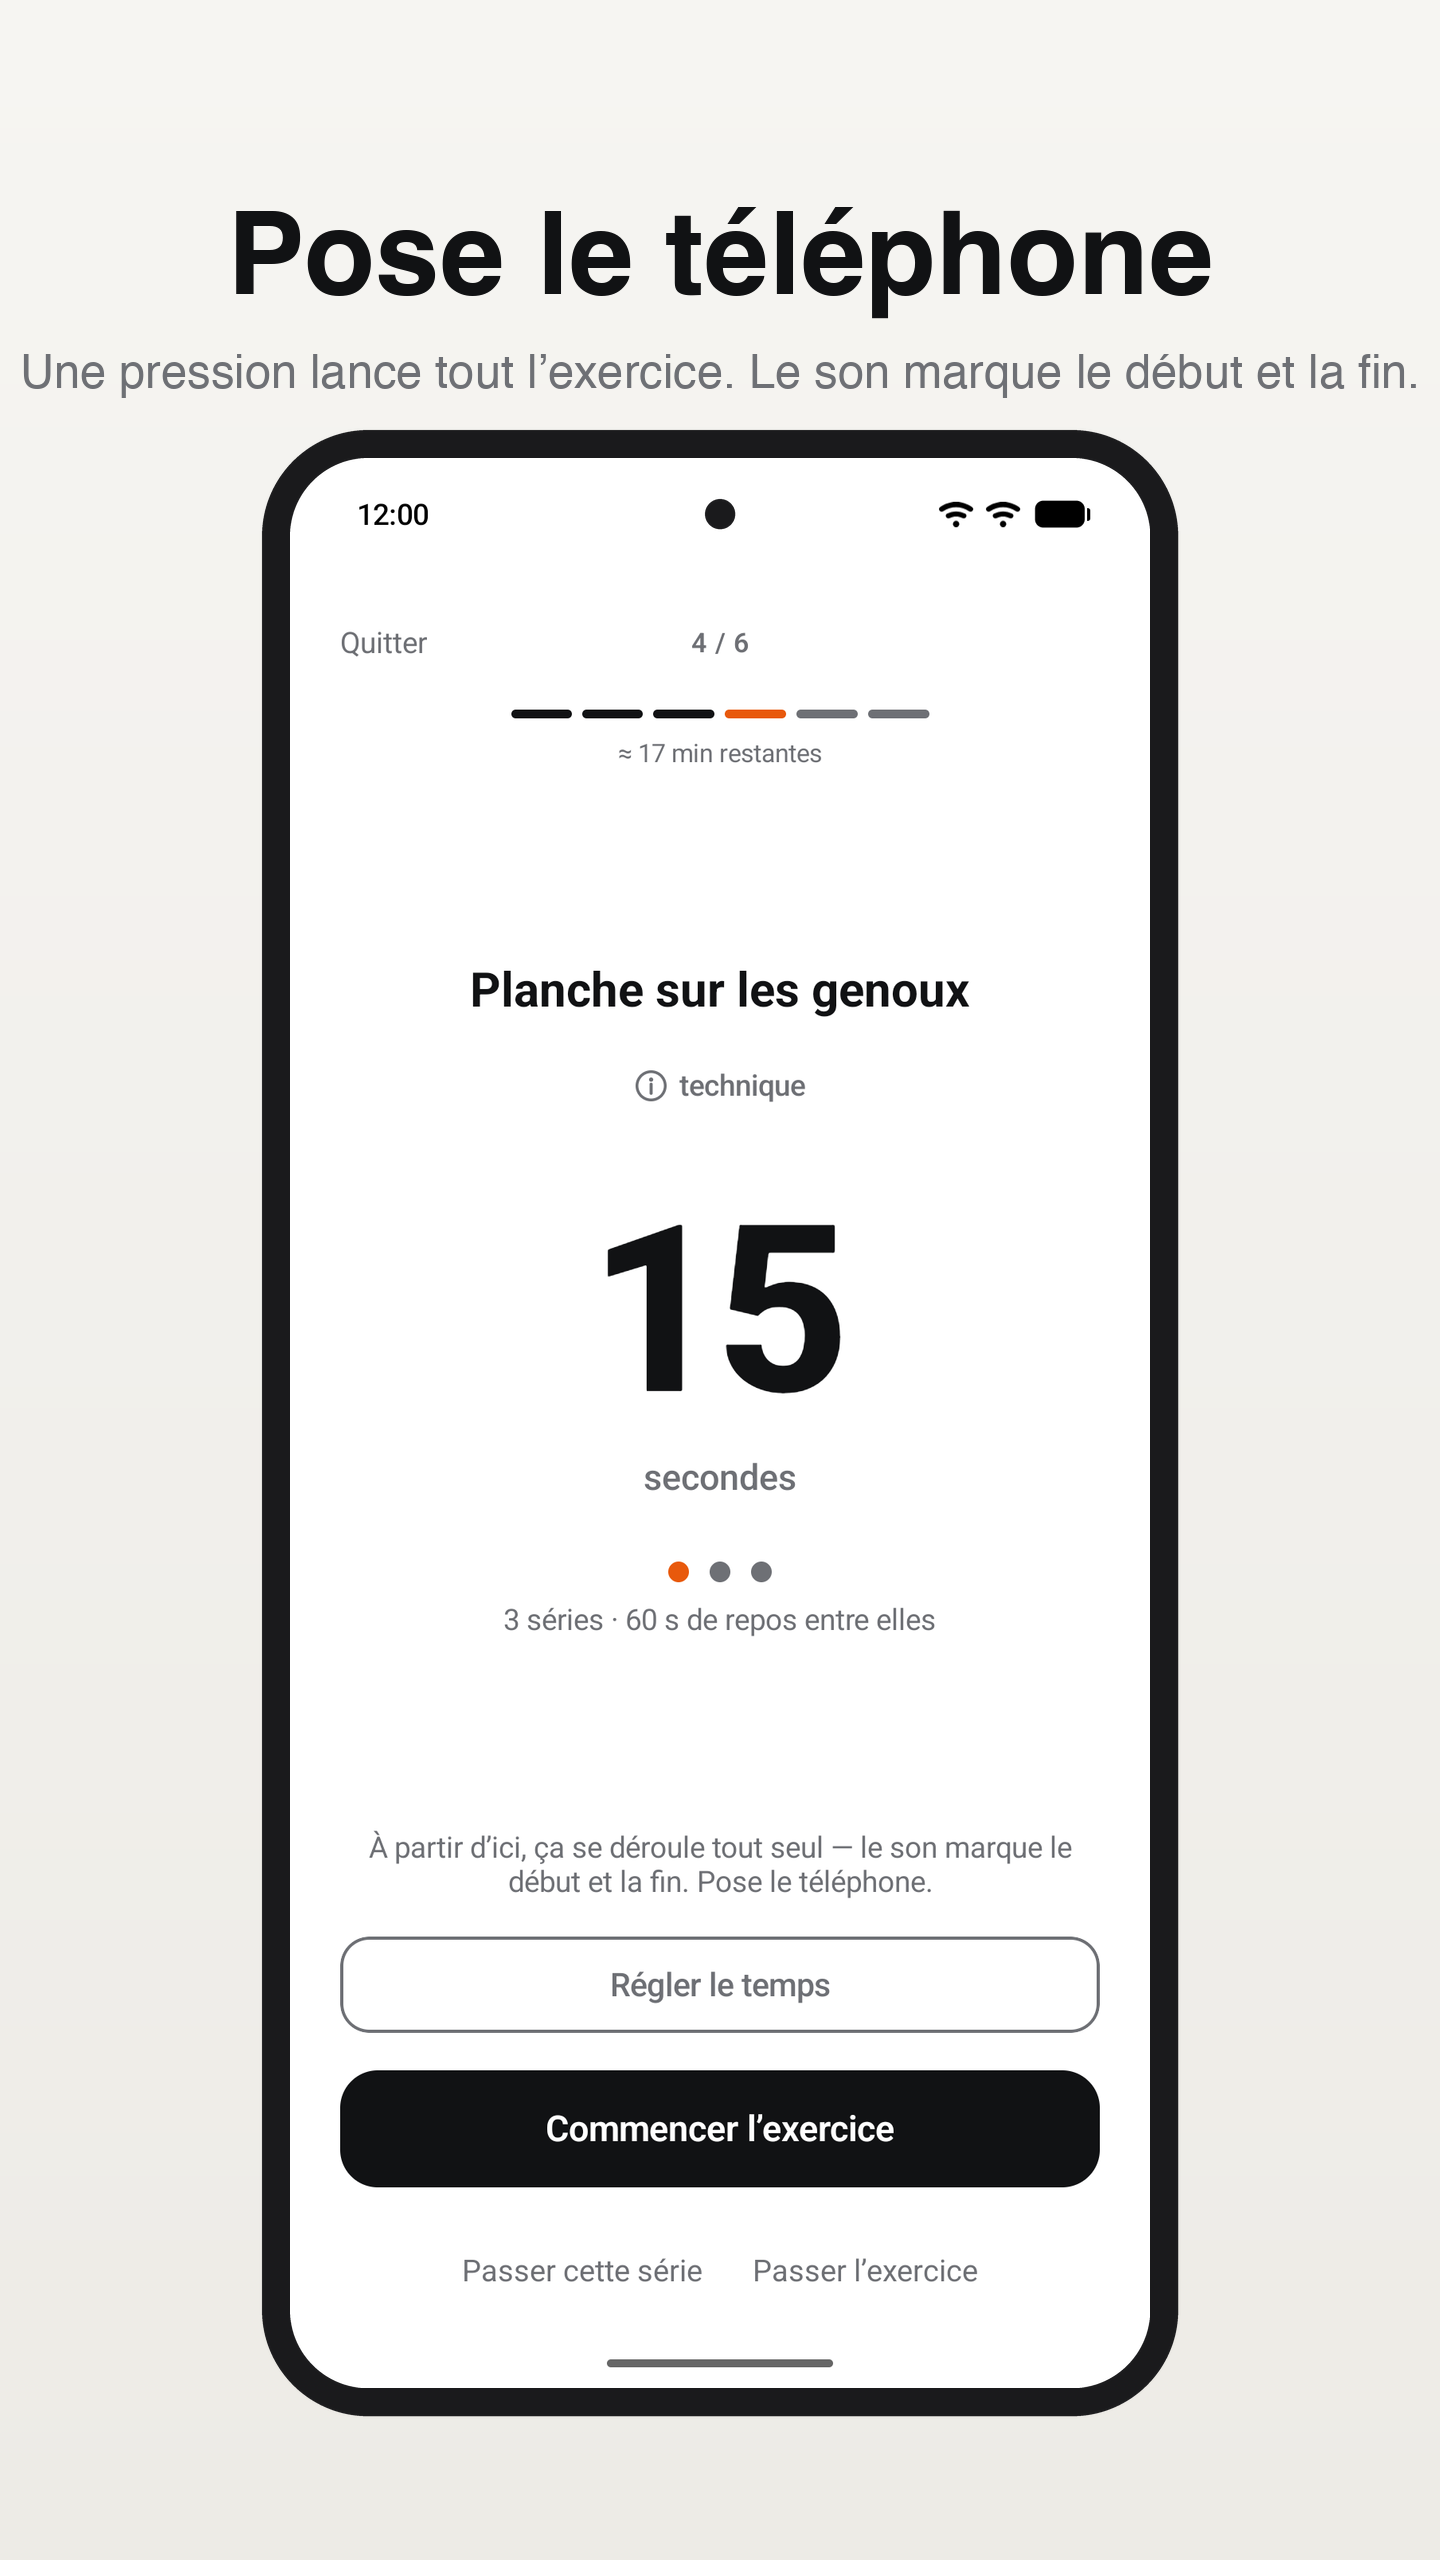 Pose le téléphone
Une pression lance tout l’exercice. Le son marque le début et la fin.
12:00
Quitter
4 / 6
≈ 17 min restantes
Planche sur les genoux
technique
15
secondes
3 séries · 60 s de repos entre elles
À partir d’ici, ça se déroule tout seul — le son marque le
début et la fin. Pose le téléphone.
Régler le temps
Commencer l’exercice
Passer cette série
Passer l’exercice